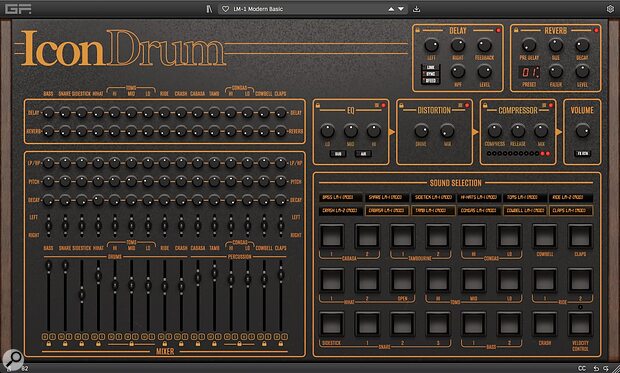 GF
LM-1 Modern Basic
IconDrum
DELAY
LEFT RIGHT FEEDBACK
LINK
SYNC
XFEED
HPF LEVEL
REVERB
PRE DELAY SIZE DECAY
01
PRESET FILTER LEVEL
TOMS CONGAS
BASS SNARE SIDESTICK HIHAT HI MID LO RIDE CRASH CABASA TAMB HI LO COWBELL CLAPS
DELAY DELAY
REVERB REVERB
EQ
LO MID HI
SUB AIR
DISTORTION
DRIVE MIX
COMPRESSOR
COMPRESS RELEASE MIX
VOLUME
FX RTN
LP/HP LP/HP
PITCH PITCH
DECAY DECAY
LEFT LEFT
RIGHT RIGHT
TOMS CONGAS
BASS SNARE SIDESTICK HIHAT HI MID LO RIDE CRASH CABASA TAMB HI LO COWBELL CLAPS
DRUMS PERCUSSION
MIXER
SOUND SELECTION
BASS LM-1 (MOD) SNARE LM-1 (MOD) SIDETICK LM-1 (MOD) HI-HATS LM-1 (MOD) TOMS LM-1 (MOD) RIDE LM-2 (MOD)
CRASH LM-2 (MOD) CABASA LM-1 (MOD) TAMB LM-1 (MOD) CONGAS LM-1 (MOD) COWBELL LM-1 (MOD) CLAPS LM-1 (MOD)
1 2 1 2 HI LO COWBELL CLAPS
CABASA TAMBOURINE CONGAS
1 2 OPEN HI MID LO 1 2
HIHAT TOMS RIDE
SIDESTICK 1 2 3 1 2 CRASH VELOCITY CONTROL
SNARE BASS
82
CC